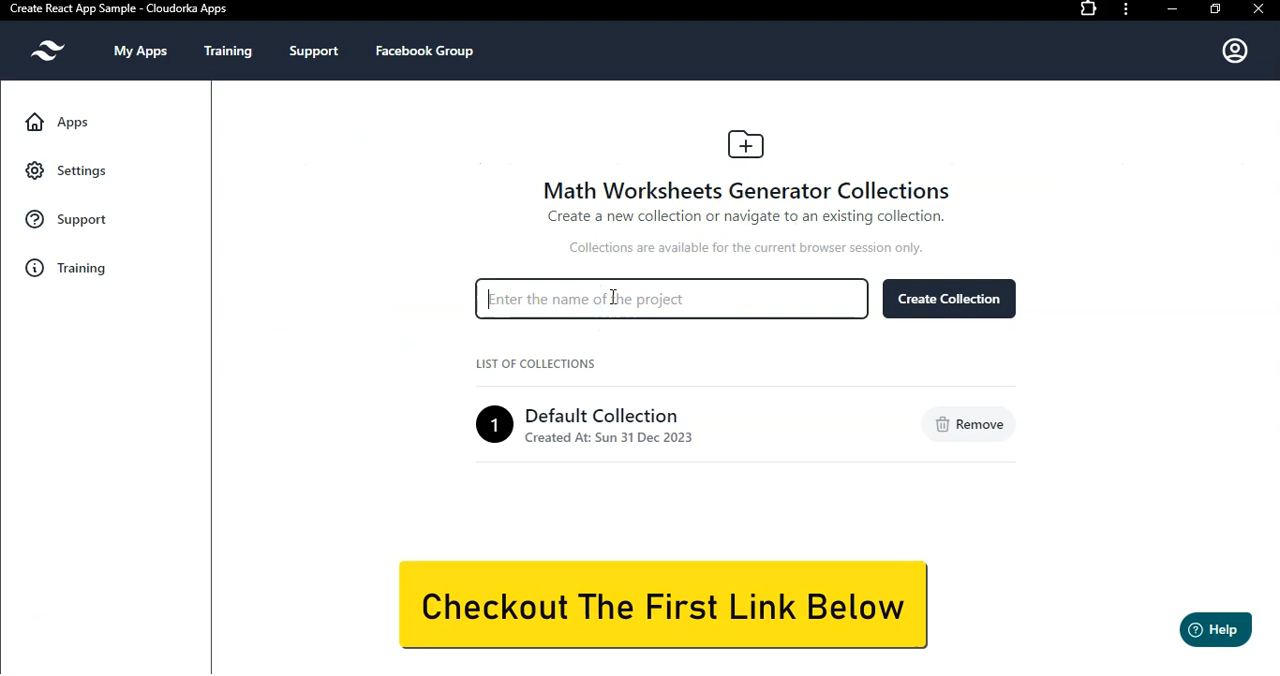 Create React App Sample - Cloudorka Apps
My Apps
Training
Support
Facebook Group
Apps
Settings
Support
Training
Math Worksheets Generator Collections
Create a new collection or navigate to an existing collection.
Collections are available for the current browser session only.
Enter the name of the project
Create Collection
LIST OF COLLECTIONS
1
Default Collection
Created At: Sun 31 Dec 2023
Remove
Checkout The First Link Below
Help